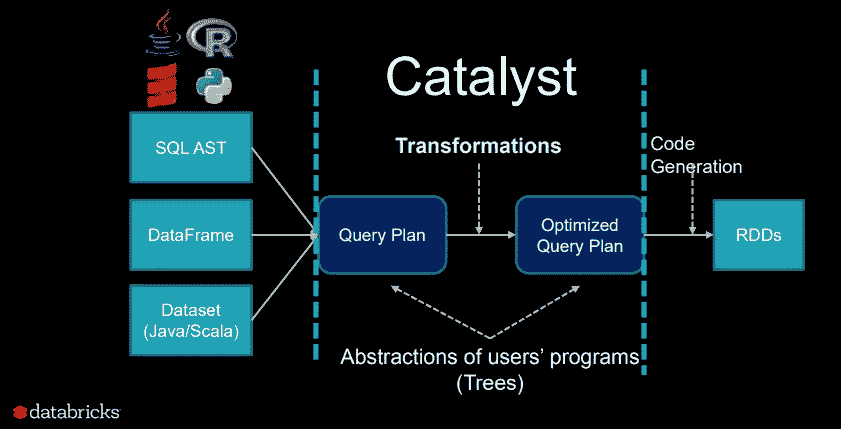 R
Catalyst
SQL AST
DataFrame
Dataset
(Java/Scala)
Transformations
Query Plan
Optimized
Query Plan
Code
Generation
RDDs
Abstractions of users' programs
(Trees)
databricks